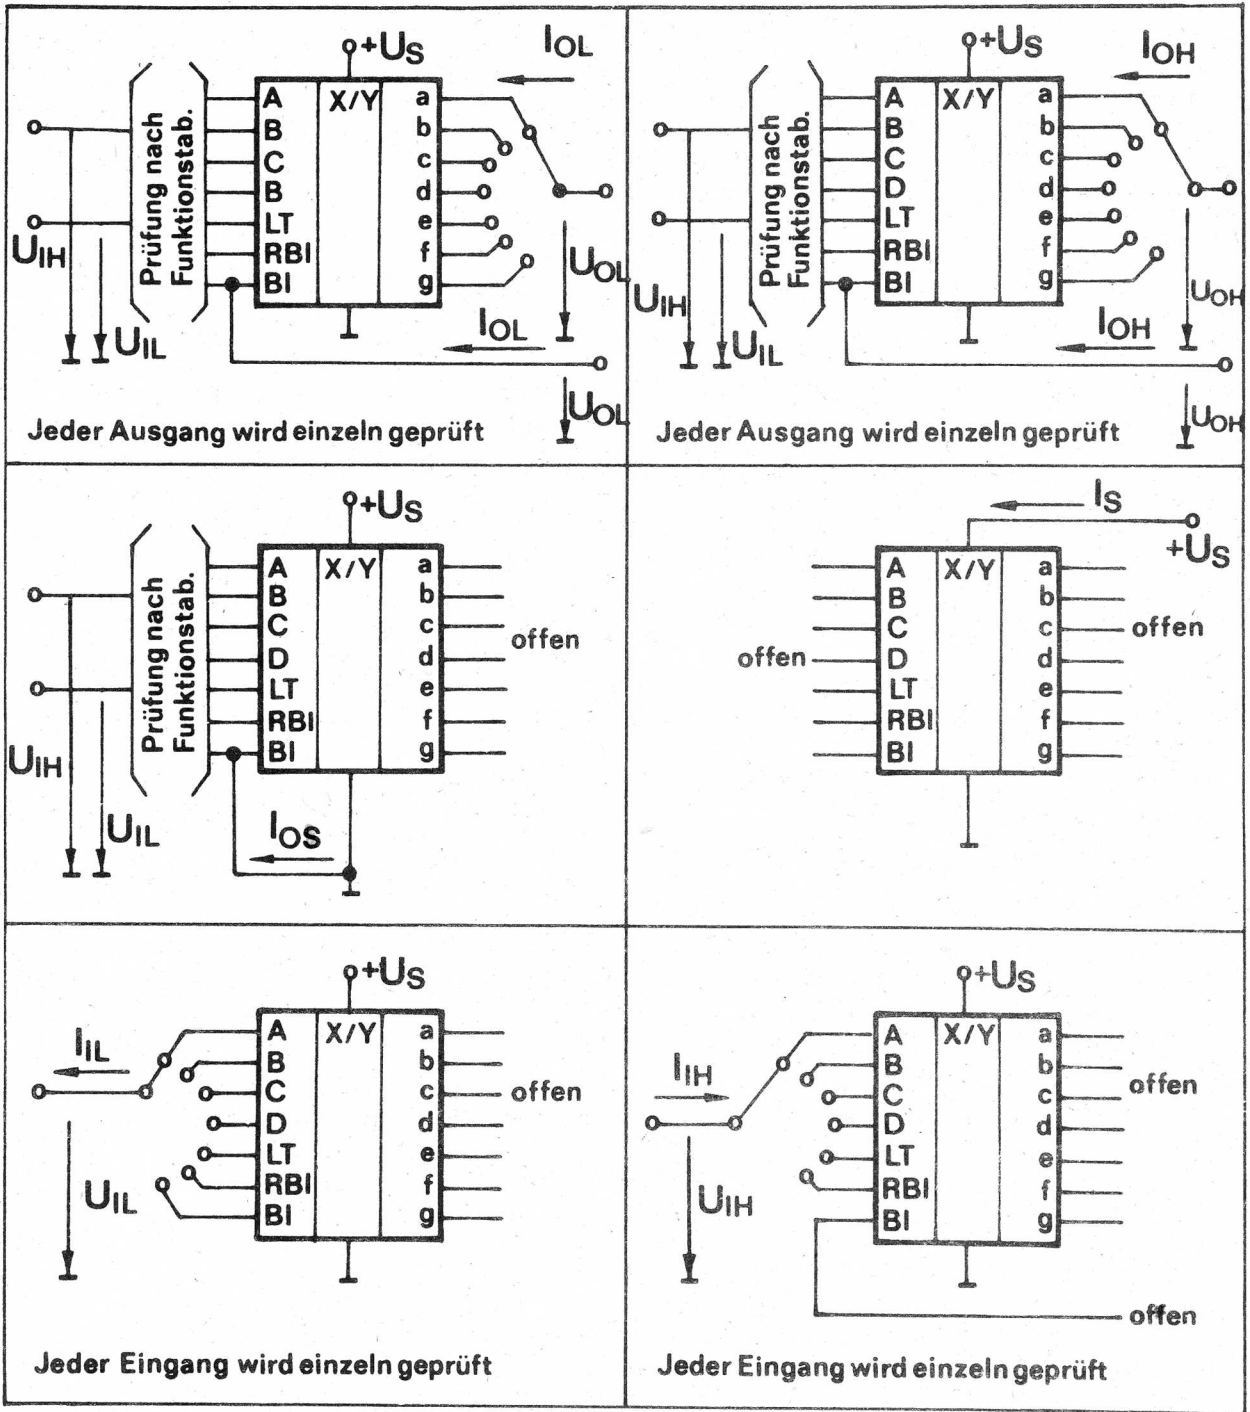 +Us
IOL
A X/Y a
B b
C c
B d
LT e
RBI f
BI g
Prüfung nach
Funktionstab.
UIH
UIL
UOL
IOL
UOL
Jeder Ausgang wird einzeln geprüft
+Us
IOH
A X/Y a
B b
C c
D d
LT e
RBI f
BI g
Prüfung nach
Funktionstab.
UIH
UIL
UOH
IOH
UOH
Jeder Ausgang wird einzeln geprüft
+Us
A X/Y a
B b
C c
offen
D d
LT e
RBI f
BI g
Prüfung nach
Funktionstab.
UIH
UIL
IOS
IS
+Us
A X/Y a
B b
C c offen
offen D d
LT e
RBI f
BI g
+Us
IIL
A X/Y a
B b
C c offen
D d
LT e
RBI f
BI g
UIL
Jeder Eingang wird einzeln geprüft
+Us
IIH
A X/Y a
B b
offen
C c
D d
LT e
RBI f
BI g
UIH
offen
Jeder Eingang wird einzeln geprüft